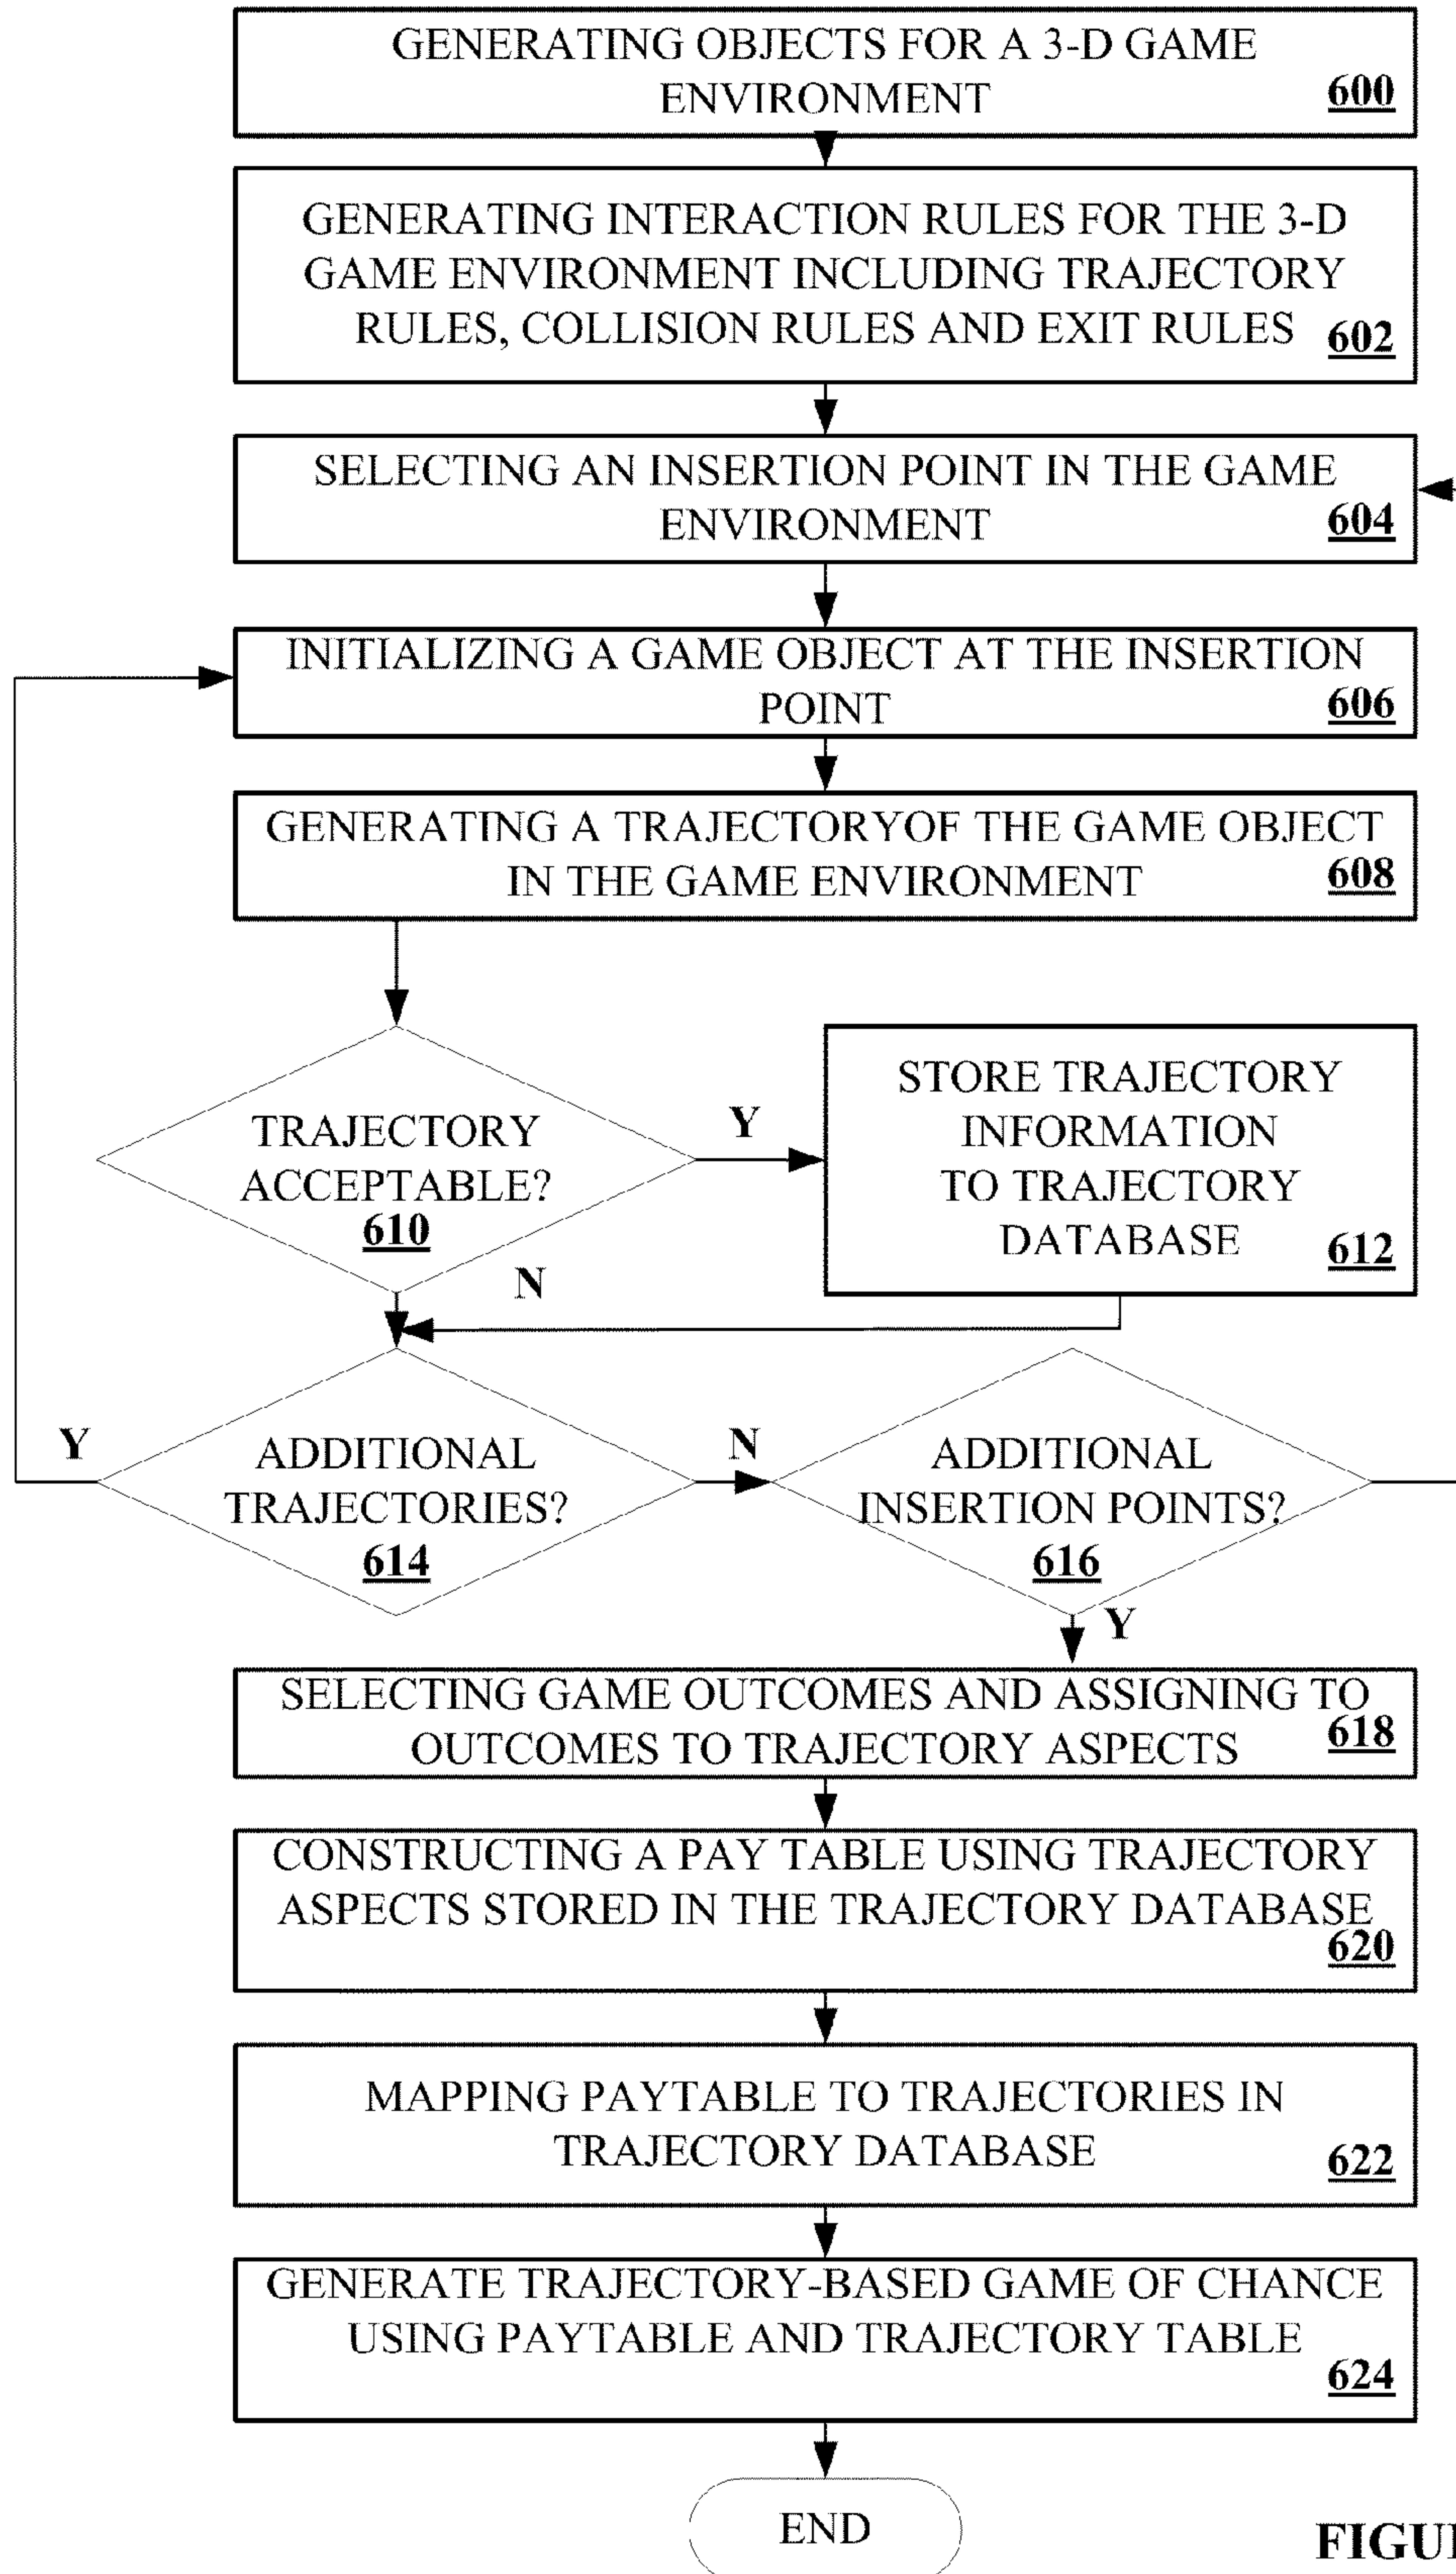 GENERATING OBJECTS FOR A 3-D GAME
ENVIRONMENT
600
GENERATING INTERACTION RULES FOR THE 3-D
GAME ENVIRONMENT INCLUDING TRAJECTORY
RULES, COLLISION RULES AND EXIT RULES
602
SELECTING AN INSERTION POINT IN THE GAME
ENVIRONMENT
604
INITIALIZING A GAME OBJECT AT THE INSERTION
POINT
606
GENERATING A TRAJECTORYOF THE GAME OBJECT
IN THE GAME ENVIRONMENT
608
TRAJECTORY
ACCEPTABLE?
610
Y
STORE TRAJECTORY
INFORMATION
TO TRAJECTORY
DATABASE
612
N
Y
ADDITIONAL
TRAJECTORIES?
614
N
ADDITIONAL
INSERTION POINTS?
616
Y
SELECTING GAME OUTCOMES AND ASSIGNING TO
OUTCOMES TO TRAJECTORY ASPECTS
618
CONSTRUCTING A PAY TABLE USING TRAJECTORY
ASPECTS STORED IN THE TRAJECTORY DATABASE
620
MAPPING PAYTABLE TO TRAJECTORIES IN
TRAJECTORY DATABASE
622
GENERATE TRAJECTORY-BASED GAME OF CHANCE
USING PAYTABLE AND TRAJECTORY TABLE
624
END